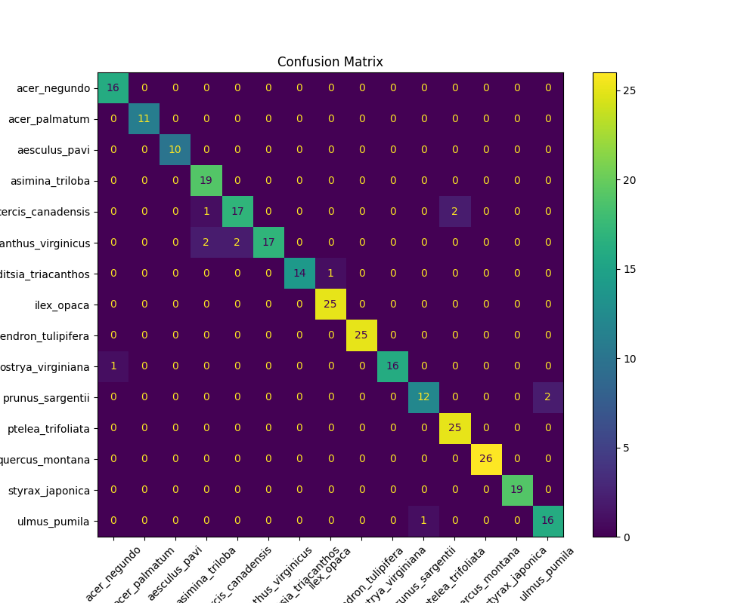 Confusion Matrix
acer_negundo 16 0 0 0 0 0 0 0 0 0 0 0 0 0 0
acer_palmatum 0 11 0 0 0 0 0 0 0 0 0 0 0 0 0
aesculus_pavi 0 0 10 0 0 0 0 0 0 0 0 0 0 0 0
asimina_triloba 0 0 0 19 0 0 0 0 0 0 0 0 0 0 0
ercis_canadensis 0 0 0 1 17 0 0 0 0 0 0 2 0 0 0
anthus_virginicus 0 0 0 2 2 17 0 0 0 0 0 0 0 0 0
ditsia_triacanthos 0 0 0 0 0 0 14 1 0 0 0 0 0 0 0
ilex_opaca 0 0 0 0 0 0 0 25 0 0 0 0 0 0 0
endron_tulipifera 0 0 0 0 0 0 0 0 25 0 0 0 0 0 0
ostrya_virginiana 1 0 0 0 0 0 0 0 0 16 0 0 0 0 0
prunus_sargentii 0 0 0 0 0 0 0 0 0 0 12 0 0 0 2
ptelea_trifoliata 0 0 0 0 0 0 0 0 0 0 0 25 0 0 0
quercus_montana 0 0 0 0 0 0 0 0 0 0 0 0 26 0 0
styrax_japonica 0 0 0 0 0 0 0 0 0 0 0 0 0 19 0
ulmus_pumila 0 0 0 0 0 0 0 0 0 0 1 0 0 0 16
acer_negundo
acer_palmatum
aesculus_pavi
asimina_triloba
rcis_canadensis
thus_virginicus
sia_triacanthos
ilex_opaca
dron_tulipifera
trya_virginiana
runus_sargentii
telea_trifoliata
ercus_montana
styrax_japonica
ulmus_pumila
25
20
15
10
5
0